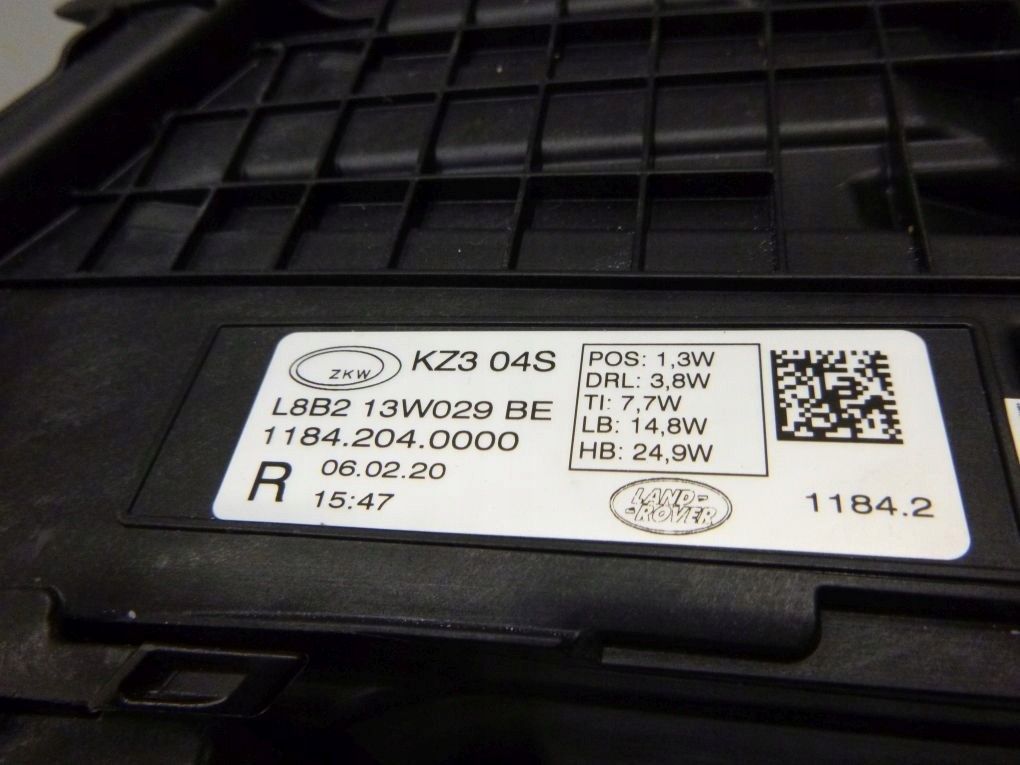 ZKW
KZ3 04S
L8B2 13W029 BE
1184.204.0000
R
06.02.20
15:47
POS: 1,3W
DRL: 3,8W
TI: 7,7W
LB: 14,8W
HB: 24,9W
LAND-
-ROVER
1184.2